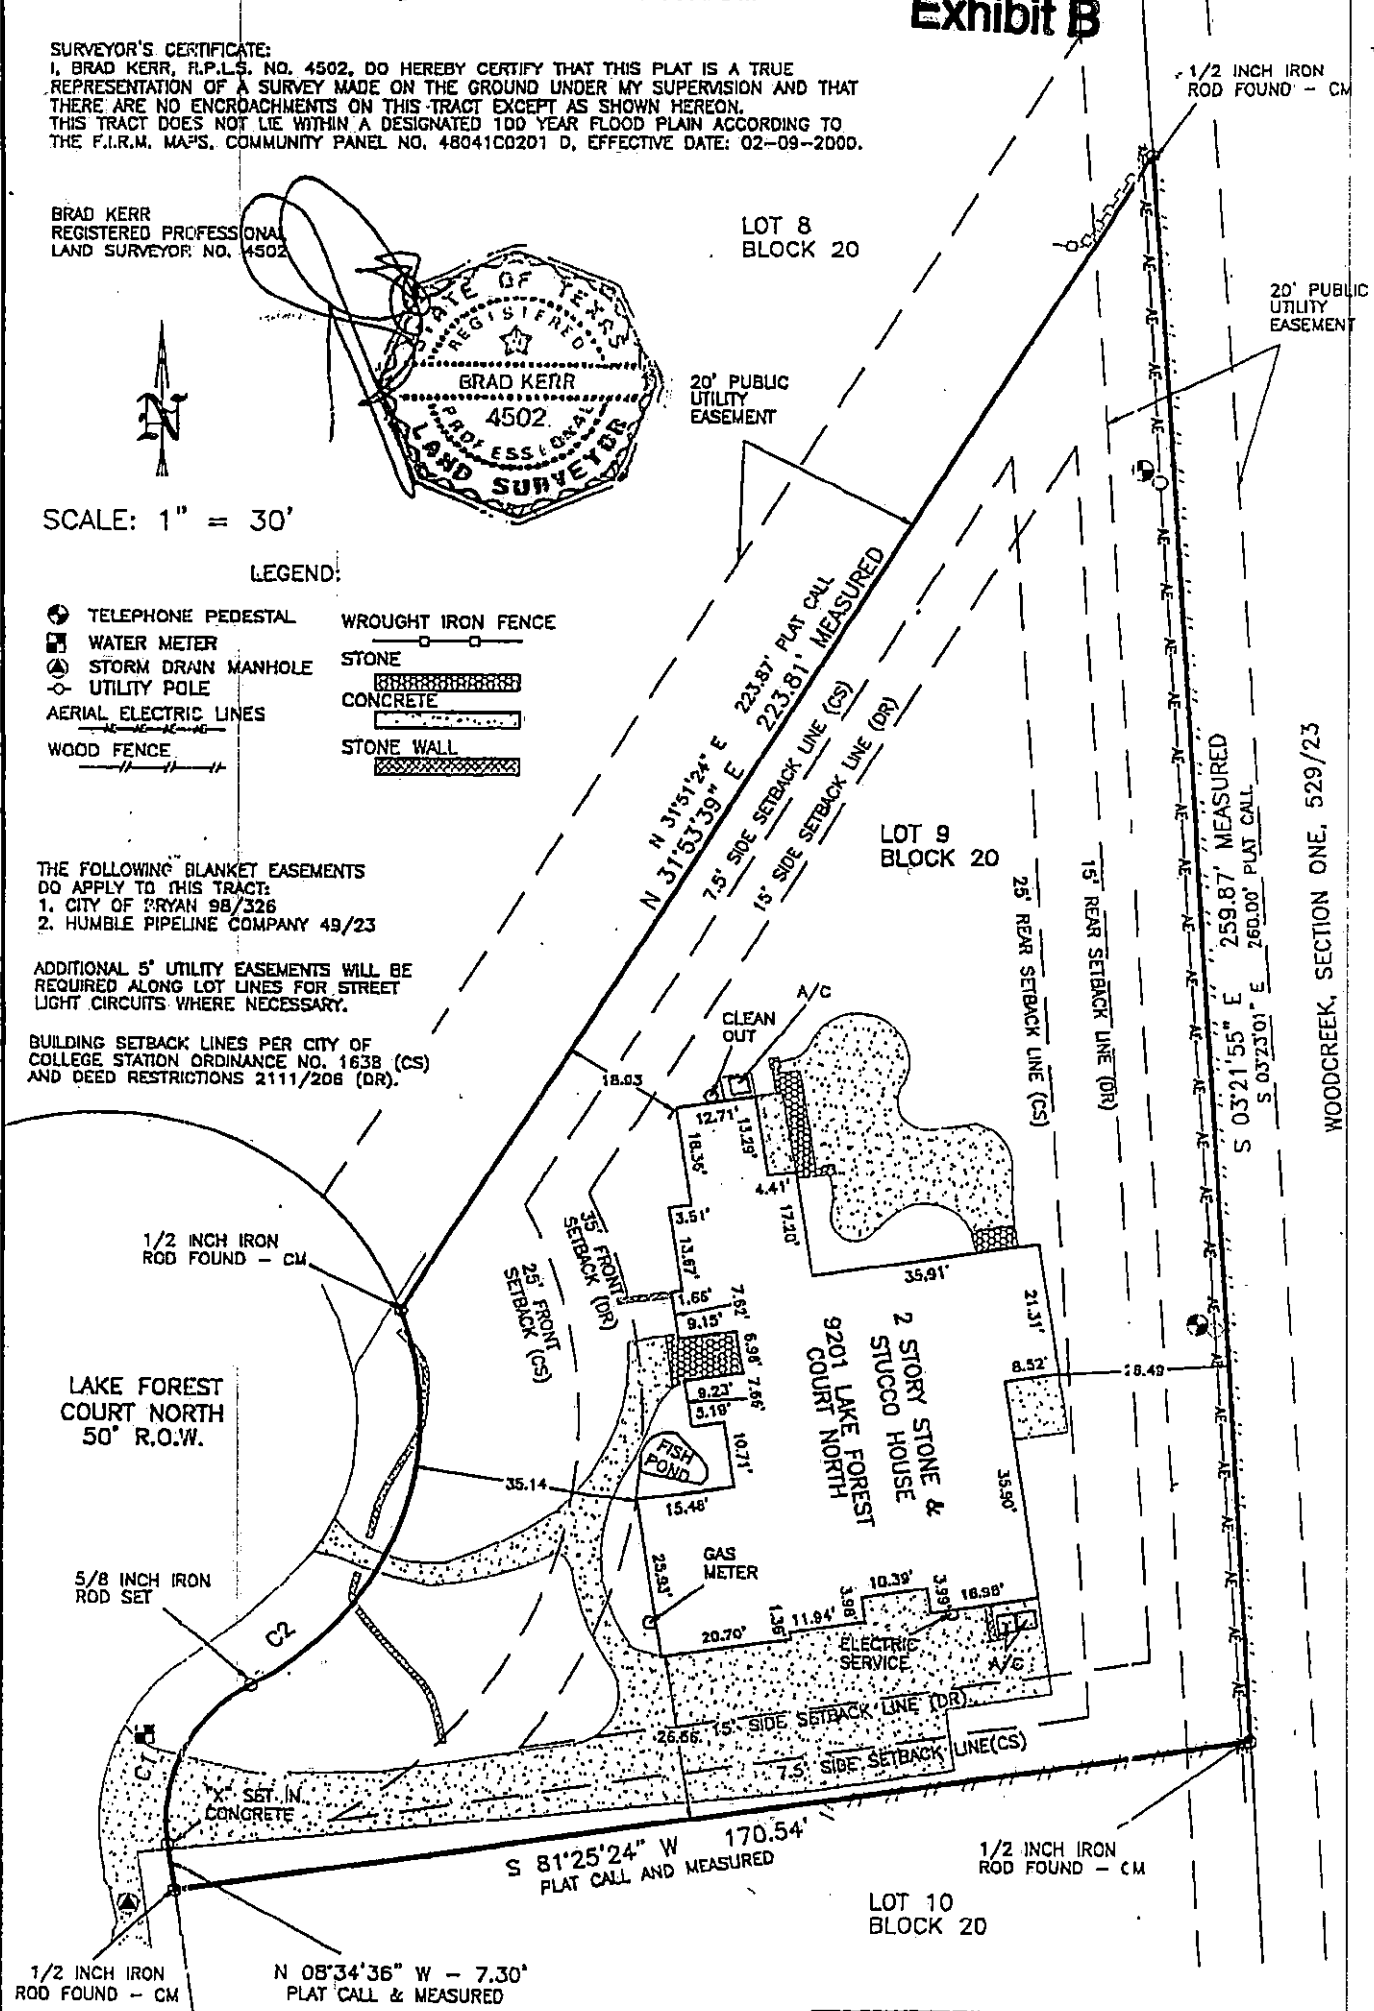 Exhibit B
SURVEYOR'S CERTIFICATE:
I, BRAD KERR, R.P.L.S. NO. 4502, DO HEREBY CERTIFY THAT THIS PLAT IS A TRUE
REPRESENTATION OF A SURVEY MADE ON THE GROUND UNDER MY SUPERVISION AND THAT
THERE ARE NO ENCROACHMENTS ON THIS TRACT EXCEPT AS SHOWN HEREON.
THIS TRACT DOES NOT LIE WITHIN A DESIGNATED 100 YEAR FLOOD PLAIN ACCORDING TO
THE F.I.R.M. MAPS, COMMUNITY PANEL NO. 48041C0201 D, EFFECTIVE DATE: 02-09-2000.
1/2 INCH IRON
ROD FOUND - CM
BRAD KERR
REGISTERED PROFESSIONAL
LAND SURVEYOR NO. 4502
STATE OF TEXAS
REGISTERED
BRAD KERR
4502
PROFESSIONAL
LAND SURVEYOR
LOT 8
BLOCK 20
20' PUBLIC
UTILITY
EASEMENT
20' PUBLIC
UTILITY
EASEMENT
N
SCALE: 1" = 30'
LEGEND:
TELEPHONE PEDESTAL
WATER METER
STORM DRAIN MANHOLE
UTILITY POLE
AERIAL ELECTRIC LINES
AE AE AE
WOOD FENCE
WROUGHT IRON FENCE
STONE
CONCRETE
STONE WALL
N 31°51'24" E 223.87' PLAT CALL
N 31°53'39" E 223.81' MEASURED
7.5' SIDE SETBACK LINE (CS)
15' SIDE SETBACK LINE (DR)
LOT 9
BLOCK 20
25' REAR SETBACK LINE (CS)
15' REAR SETBACK LINE (DR)
S 03°21'55" E 259.87' MEASURED
S 03°23'01" E 260.00' PLAT CALL
WOODCREEK, SECTION ONE, 529/23
THE FOLLOWING BLANKET EASEMENTS
DO APPLY TO THIS TRACT:
1. CITY OF BRYAN 98/326
2. HUMBLE PIPELINE COMPANY 49/23
ADDITIONAL 5' UTILITY EASEMENTS WILL BE
REQUIRED ALONG LOT LINES FOR STREET
LIGHT CIRCUITS WHERE NECESSARY.
BUILDING SETBACK LINES PER CITY OF
COLLEGE STATION ORDINANCE NO. 1638 (CS)
AND DEED RESTRICTIONS 2111/206 (DR).
A/C
CLEAN
OUT
18.03
12.71'
13.29'
18.36'
4.41'
17.20'
3.51'
13.67'
35.91'
21.31'
1.66'
7.62'
9.15'
6.98'
7.66'
9.23'
5.19'
10.71'
15.48'
8.52'
28.49
35.90'
35' FRONT
SETBACK (DR)
25' FRONT
SETBACK (CS)
2 STORY STONE &
STUCCO HOUSE
9201 LAKE FOREST
COURT NORTH
1/2 INCH IRON
ROD FOUND - CM
LAKE FOREST
COURT NORTH
50' R.O.W.
FISH
POND
35.14
25.93'
GAS
METER
5/8 INCH IRON
ROD SET
C2
C1
20.70'
1.36'
11.94'
3.98'
10.39'
3.99'
16.98'
ELECTRIC
SERVICE
A/C
26.66
15' SIDE SETBACK LINE (DR)
7.5' SIDE SETBACK LINE(CS)
"X" SET IN
CONCRETE
S 81°25'24" W 170.54'
PLAT CALL AND MEASURED
1/2 INCH IRON
ROD FOUND - CM
LOT 10
BLOCK 20
1/2 INCH IRON
ROD FOUND - CM
N 08°34'36" W - 7.30'
PLAT CALL & MEASURED